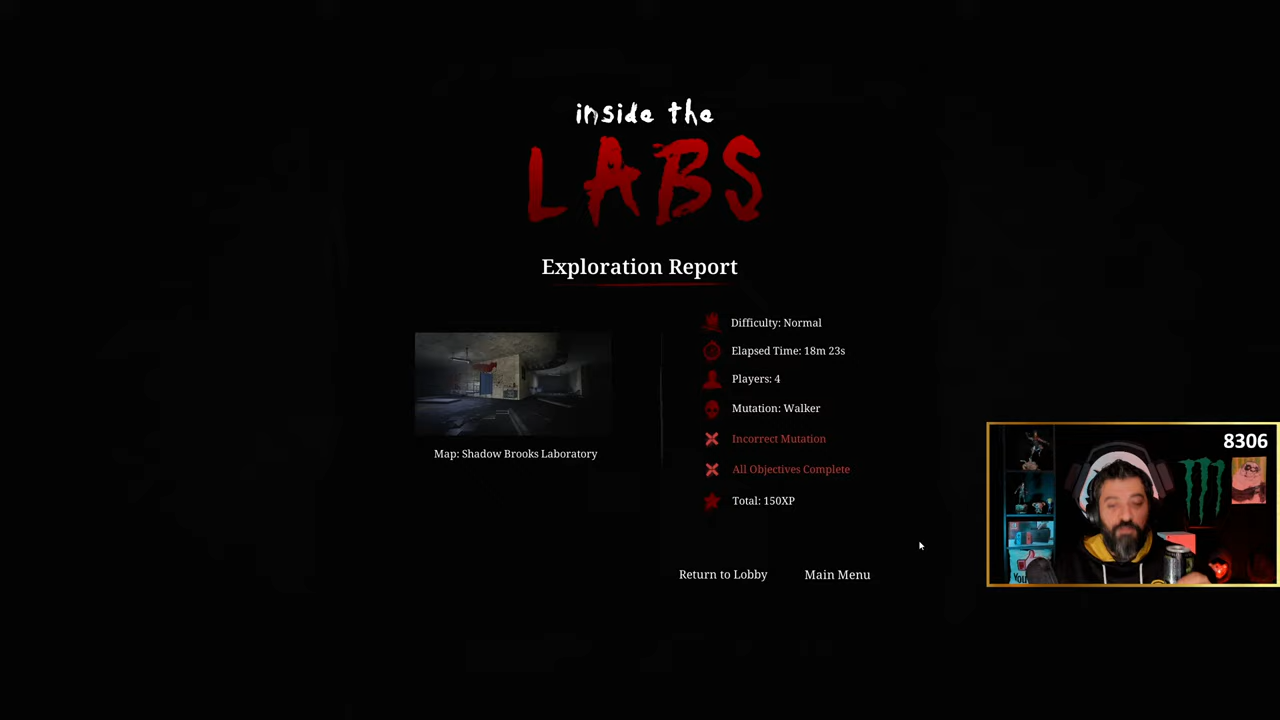 inside the
LABS
Exploration Report
Difficulty: Normal
Elapsed Time: 18m 23s
Players: 4
Mutation: Walker
Incorrect Mutation
All Objectives Complete
Total: 150XP
Map: Shadow Brooks Laboratory
Return to Lobby
Main Menu
8306